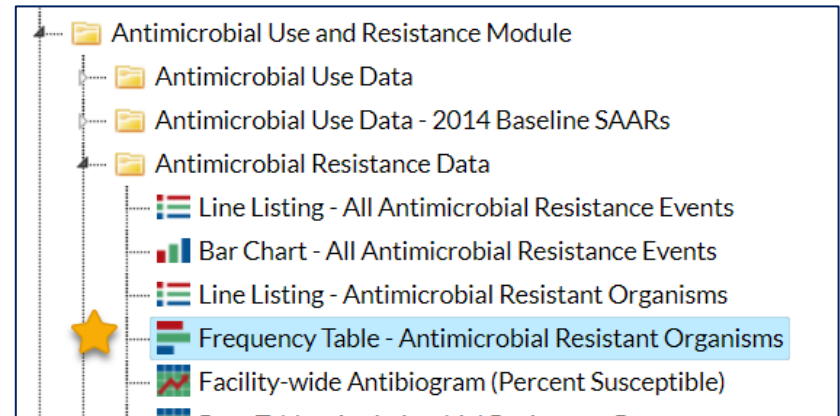 Antimicrobial Use and Resistance Module
Antimicrobial Use Data
Antimicrobial Use Data - 2014 Baseline SAARs
Antimicrobial Resistance Data
Line Listing - All Antimicrobial Resistance Events
Bar Chart - All Antimicrobial Resistance Events
Line Listing - Antimicrobial Resistant Organisms
Frequency Table - Antimicrobial Resistant Organisms
Facility-wide Antibiogram (Percent Susceptible)